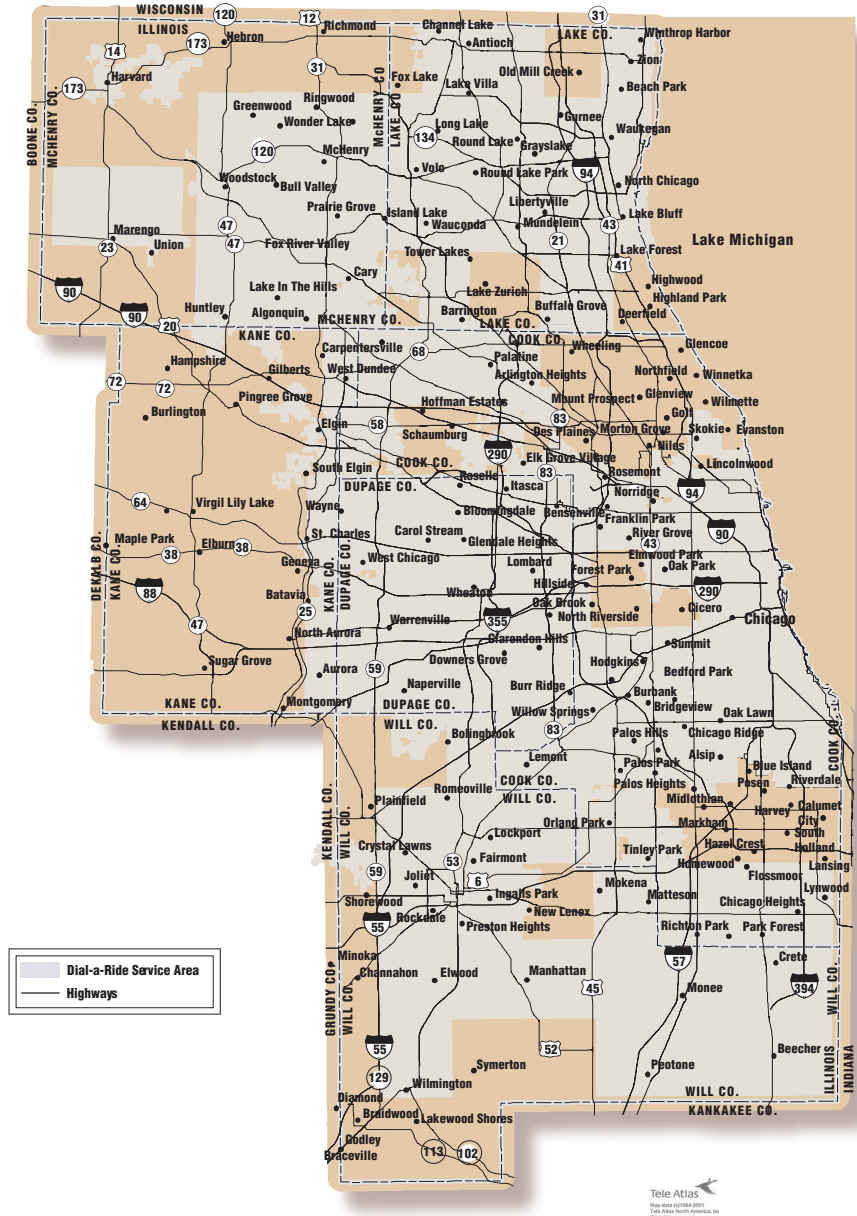 WISCONSIN
ILLINOIS
120
12
31
Richmond
Channel Lake
Winthrop Harbor
173
Hebron
Antioch
LAKE CO.
14
Zion
31
Harvard
Fox Lake
Old Mill Creek
173
Lake Villa
Beach Park
BOONE CO.
MCHENRY CO.
MCHENRY CO
LAKE CO
Ringwood
Greenwood
Wonder Lake
Gurnee
Long Lake
Waukegan
134
Round Lake
Grayslake
120
McHenry
94
Volo
Round Lake Park
Woodstock
Bull Valley
North Chicago
Libertyville
Prairie Grove
Island Lake
Lake Bluff
47
Wauconda
Mundelein
43
Marengo
Lake Michigan
23
47
Fox River Valley
21
Union
Tower Lakes
Lake Forest
41
Cary
90
Lake Zurich
Highwood
Lake In The Hills
Highland Park
90
Huntley
Algonquin
Barrington
Buffalo Grove
Deerfield
20
MCHENRY CO.
LAKE CO.
KANE CO.
COOK CO.
Carpentersville
68
Wheeling
Glencoe
Hampshire
Palatine
72
72
Gilberts
West Dundee
Arlington Heights
Northfield
Winnetka
Pingree Grove
Hoffman Estates
Mount Prospect
Glenview
Wilmette
Burlington
Golf
Elgin
58
Schaumburg
83
Des Plaines
Morton Grove
Skokie
Evanston
290
Niles
South Elgin
COOK CO.
Elk Grove Village
Lincolnwood
DUPAGE CO.
Roselle
83
Rosemont
Itasca
94
64
Virgil Lily Lake
Wayne
Norridge
Bloomingdale
Bensenville
Franklin Park
90
Maple Park
Elburn
38
38
St. Charles
Carol Stream
Glendale Heights
River Grove
43
DEKALB CO.
KANE CO.
KANE CO.
DUPAGE CO.
Geneva
West Chicago
Elmwood Park
Lombard
Forest Park
Oak Park
88
Wheaton
Hillside
290
Batavia
25
Oak Brook
North Riverside
Cicero
47
355
Chicago
North Aurora
Warrenville
Clarendon Hills
Summit
Sugar Grove
Aurora
59
Downers Grove
Hodgkins
Bedford Park
Naperville
Burr Ridge
Burbank
Montgomery
KANE CO.
DUPAGE CO.
Willow Springs
Bridgeview
KENDALL CO.
WILL CO.
83
Oak Lawn
Bolingbrook
Palos Hills
Chicago Ridge
COOK CO.
Lemont
Alsip
Palos Park
Blue Island
COOK CO.
Palos Heights
Posen
Riverdale
Romeoville
WILL CO.
Plainfield
Midlothian
Harvey
Calumet
City
KENDALL CO.
WILL CO.
Orland Park
Markham
Lockport
South
Holland
Crystal Lawns
Hazel Crest
Tinley Park
53
Fairmont
Homewood
Lansing
59
Flossmoor
Joliet
6
Mokena
Lynwood
Ingalls Park
Matteson
Shorewood
Chicago Heights
Rockdale
New Lenox
55
Preston Heights
Richton Park
Park Forest
Minoka
57
Crete
Dial-a-Ride Service Area
Highways
Channahon
Elwood
Manhattan
45
394
Monee
GRUNDY CO.
WILL CO.
WILL CO.
55
52
Beecher
Symerton
129
Peotone
ILLINOIS
INDIANA
Wilmington
WILL CO.
Diamond
KANKAKEE CO.
Braidwood
Lakewood Shores
Godley
Braceville
113
102
Tele Atlas
Map data (c)1984-2001
Tele Atlas North America, Inc